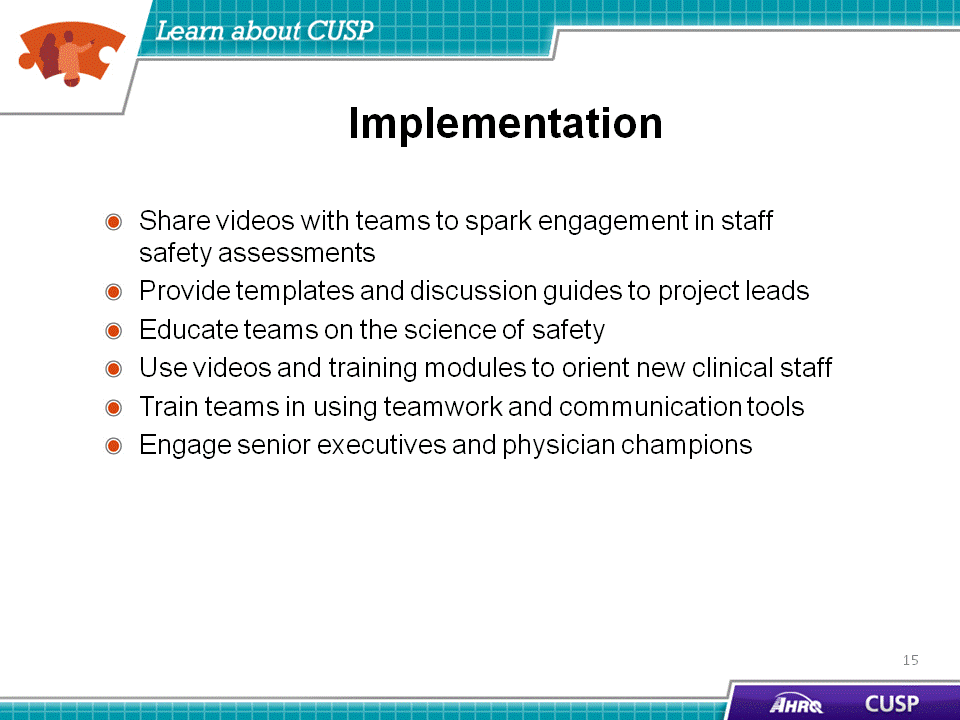 Learn about CUSP
Implementation
Share videos with teams to spark engagement in staff
safety assessments
Provide templates and discussion guides to project leads
Educate teams on the science of safety
Use videos and training modules to orient new clinical staff
Train teams in using teamwork and communication tools
Engage senior executives and physician champions
15
AHRQ CUSP